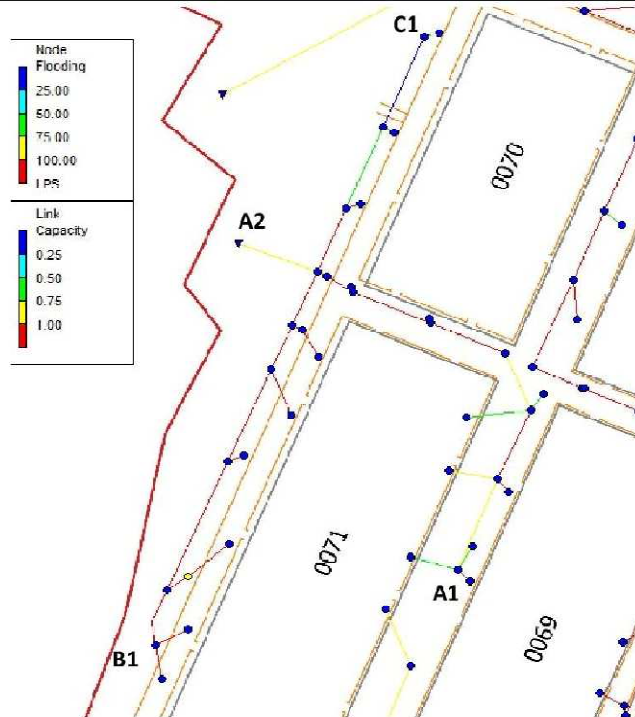 C1
Node
Flooding
25.00
50.00
75.00
100.00
LPS
Link
Capacity
0.25
0.50
0.75
1.00
0070
A2
0071
A1
0069
B1